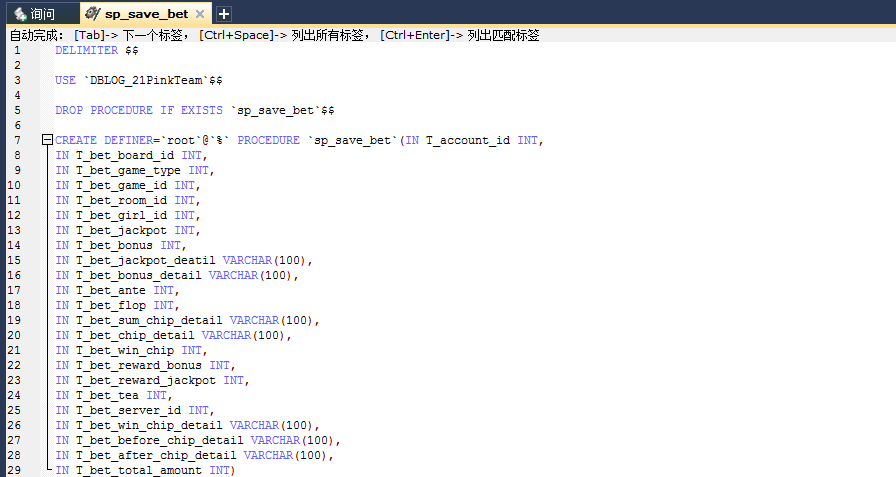 询问 sp_save_bet
自动完成: [Tab]-> 下一个标签, [Ctrl+Space]-> 列出所有标签, [Ctrl+Enter]-> 列出匹配标签
1 DELIMITER $$
2
3 USE `DBLOG_21PinkTeam`$$
4
5 DROP PROCEDURE IF EXISTS `sp_save_bet`$$
6
7 CREATE DEFINER=`root`@`%` PROCEDURE `sp_save_bet`(IN T_account_id INT,
8 IN T_bet_board_id INT,
9 IN T_bet_game_type INT,
10 IN T_bet_game_id INT,
11 IN T_bet_room_id INT,
12 IN T_bet_girl_id INT,
13 IN T_bet_jackpot INT,
14 IN T_bet_bonus INT,
15 IN T_bet_jackpot_deatil VARCHAR(100),
16 IN T_bet_bonus_detail VARCHAR(100),
17 IN T_bet_ante INT,
18 IN T_bet_flop INT,
19 IN T_bet_sum_chip_detail VARCHAR(100),
20 IN T_bet_chip_detail VARCHAR(100),
21 IN T_bet_win_chip INT,
22 IN T_bet_reward_bonus INT,
23 IN T_bet_reward_jackpot INT,
24 IN T_bet_tea INT,
25 IN T_bet_server_id INT,
26 IN T_bet_win_chip_detail VARCHAR(100),
27 IN T_bet_before_chip_detail VARCHAR(100),
28 IN T_bet_after_chip_detail VARCHAR(100),
29 IN T_bet_total_amount INT)